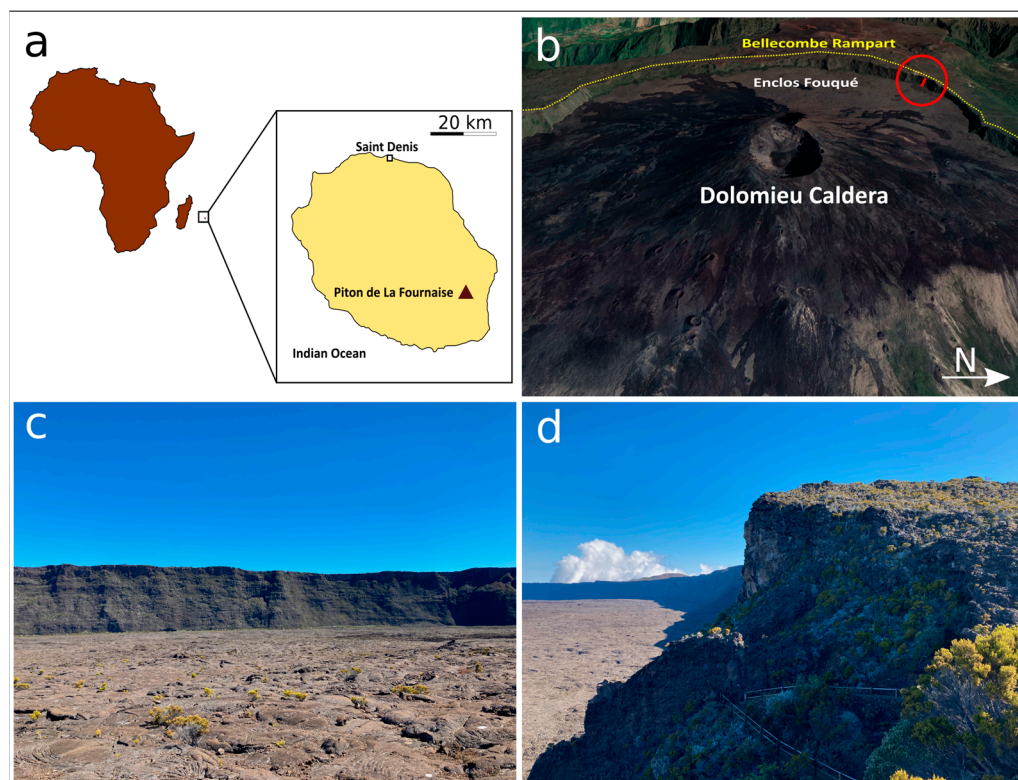 a
20 km
Saint Denis
Piton de La Fournaise
Indian Ocean
b
Bellecombe Rampart
Enclos Fouqué
Dolomieu Caldera
N
c
d